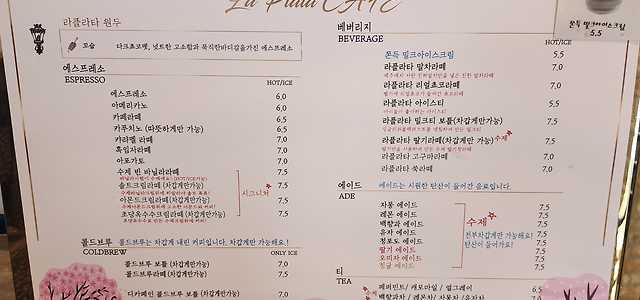 La Plata CAFE
라플라타 원두
고슬 다크초코렛, 넛트한 고소함과 묵직한바디감을가진 에스프레소
에스프레소
ESPRESSO HOT/ICE
에스프레소 6,0
아메리카노 6,0
카페라떼 6,5
카푸치노 (따뜻하게만 가능) 6,5
카라멜 라떼 7,0
흑임자라떼 7,0
아포가토 7,0
수제 빈 바닐라라떼 7.5
솔트크림라떼 (차갑게만가능) 7.5
아몬드크림라떼(차갑게만가능) 7.5
초당옥수수크림라떼(차갑게만가능) 7.5
시그니처
콜드브루 콜드브루는 차갑게 내린 커피입니다. 차갑게만가능해요!
COLDBREW ONLY ICE
콜드브루 보틀 (차갑게만가능) 7,0
콜드브루라떼 (차갑게만가능) 7.5
디카페인 콜드브루 보틀 (차갑게만가능) 7,0
쫀득 밀크아이스크림
5.5
베버리지
BEVERAGE HOT/ICE
쫀득 밀크아이스크림 5,5
라플라타 말차라떼 7,0
라플라타 리얼초코라떼 7,0
라플라타 아이스티 5,5
라플라타 밀크티 보틀(차갑게만가능) 7,0
라플라타 딸기라떼(차갑게만 가능) 수제 7,5
라플라타 고구마라떼 7,0
라플라타 쑥라떼 7,0
에이드 에이드는 시원한 탄산이 들어간 음료입니다.
ADE
자몽 에이드 7.5
레몬 에이드 7.5
백향과 에이드 7.5
유자 에이드 7.5
청포도 에이드 7.5
딸기 에이드 7.5
오미자 에이드 7.5
청귤 에이드 7.5
수제
전부차갑게만 가능해요!
탄산이 들어가요!
티
TEA
페버민트/ 캐모마일 / 얼그레이 6,5